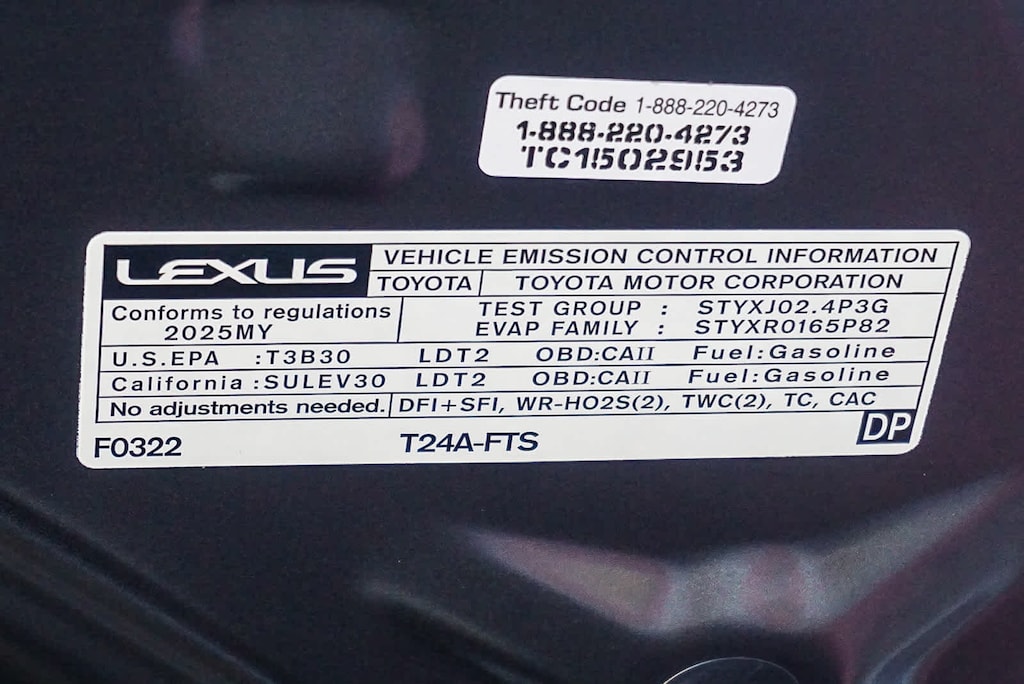 Theft Code 1-888-220-4273
1-888-220-4273
TC1502953
LEXUS VEHICLE EMISSION CONTROL INFORMATION
TOYOTA TOYOTA MOTOR CORPORATION
Conforms to regulations TEST GROUP : STYXJ02.4P3G
2025MY EVAP FAMILY : STYXR0165P82
U.S.EPA :T3B30 LDT2 OBD:CAII Fuel:Gasoline
California :SULEV30 LDT2 OBD:CAII Fuel:Gasoline
No adjustments needed. DFI+SFI, WR-HO2S(2), TWC(2), TC, CAC
F0322 T24A-FTS DP